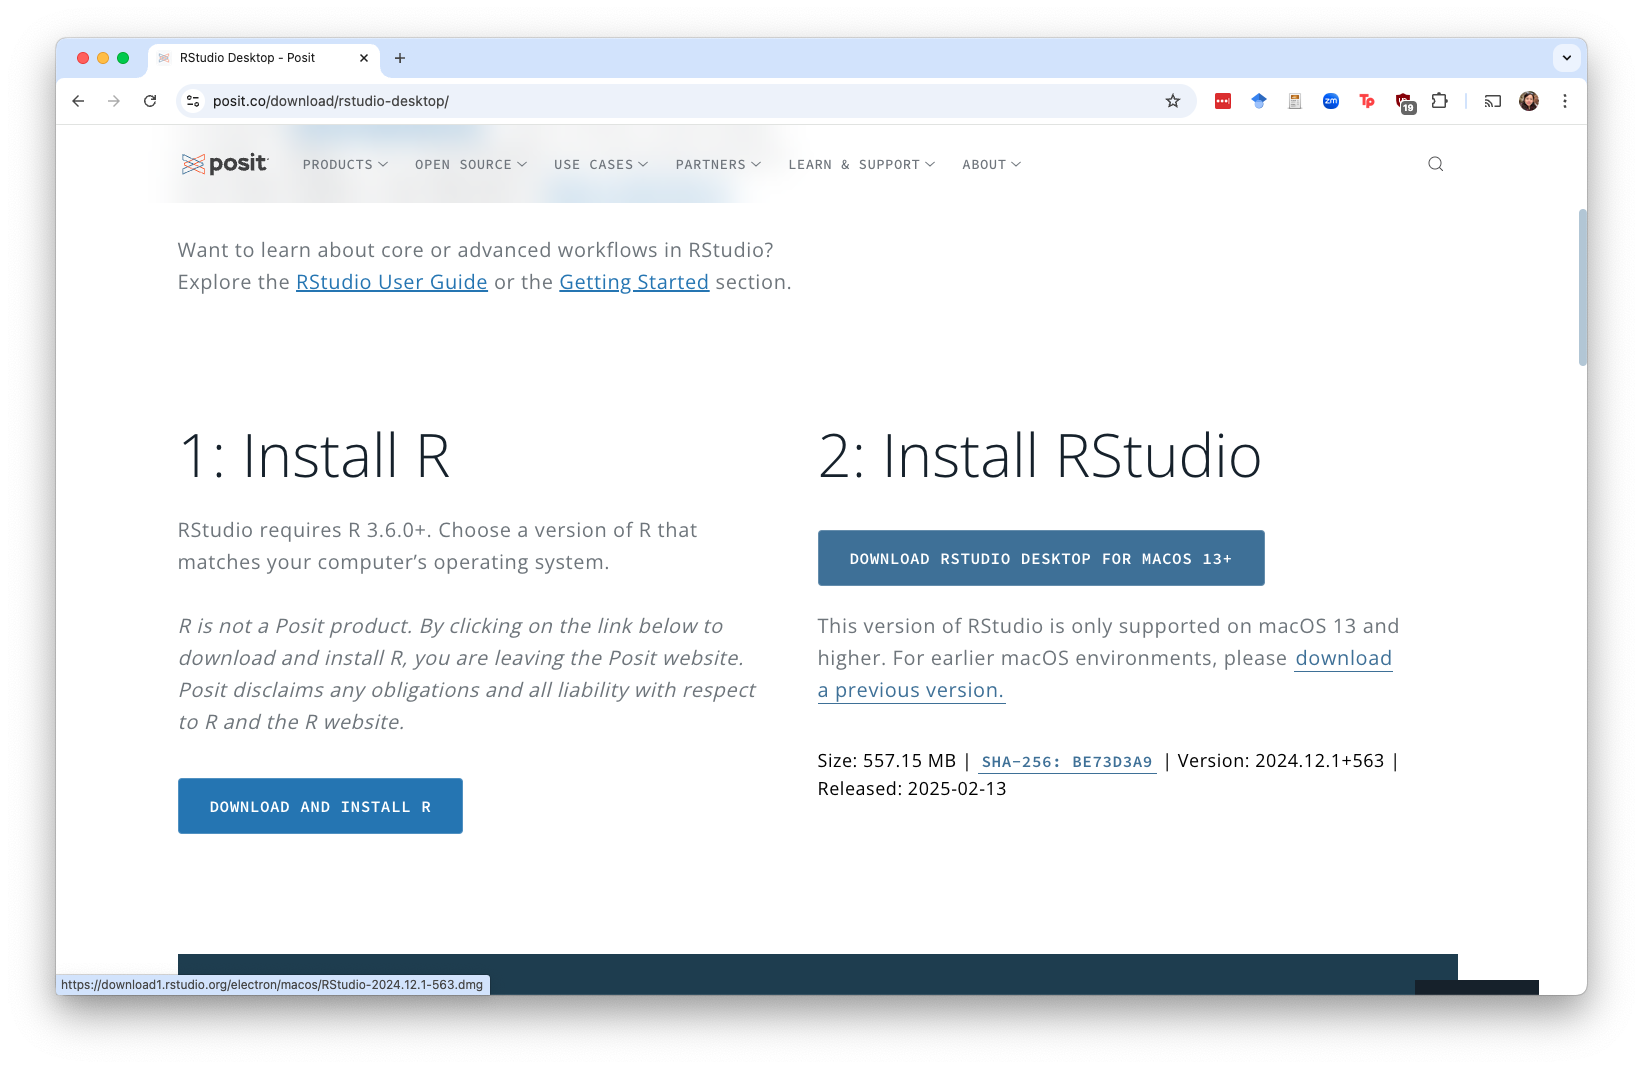 RStudio Desktop - Posit
posit.co/download/rstudio-desktop/
zm
Tp
19
posit
PRODUCTS
OPEN SOURCE
USE CASES
PARTNERS
LEARN & SUPPORT
ABOUT
Want to learn about core or advanced workflows in RStudio?
Explore the RStudio User Guide or the Getting Started section.
1: Install R
RStudio requires R 3.6.0+. Choose a version of R that
matches your computer’s operating system.
R is not a Posit product. By clicking on the link below to
download and install R, you are leaving the Posit website.
Posit disclaims any obligations and all liability with respect
to R and the R website.
DOWNLOAD AND INSTALL R
2: Install RStudio
DOWNLOAD RSTUDIO DESKTOP FOR MACOS 13+
This version of RStudio is only supported on macOS 13 and
higher. For earlier macOS environments, please download
a previous version.
Size: 557.15 MB | SHA-256: BE73D3A9 | Version: 2024.12.1+563 |
Released: 2025-02-13
https://download1.rstudio.org/electron/macos/RStudio-2024.12.1-563.dmg